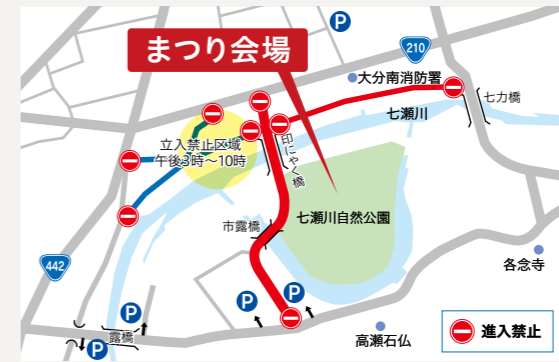 P
まつり会場
210
大分南消防署
七瀬川
七力橋
立入禁止区域
午後3時〜10時
印にゃく橋
市露橋
七瀬川自然公園
442
各念寺
P
P
P
露橋
高瀬石仏
進入禁止